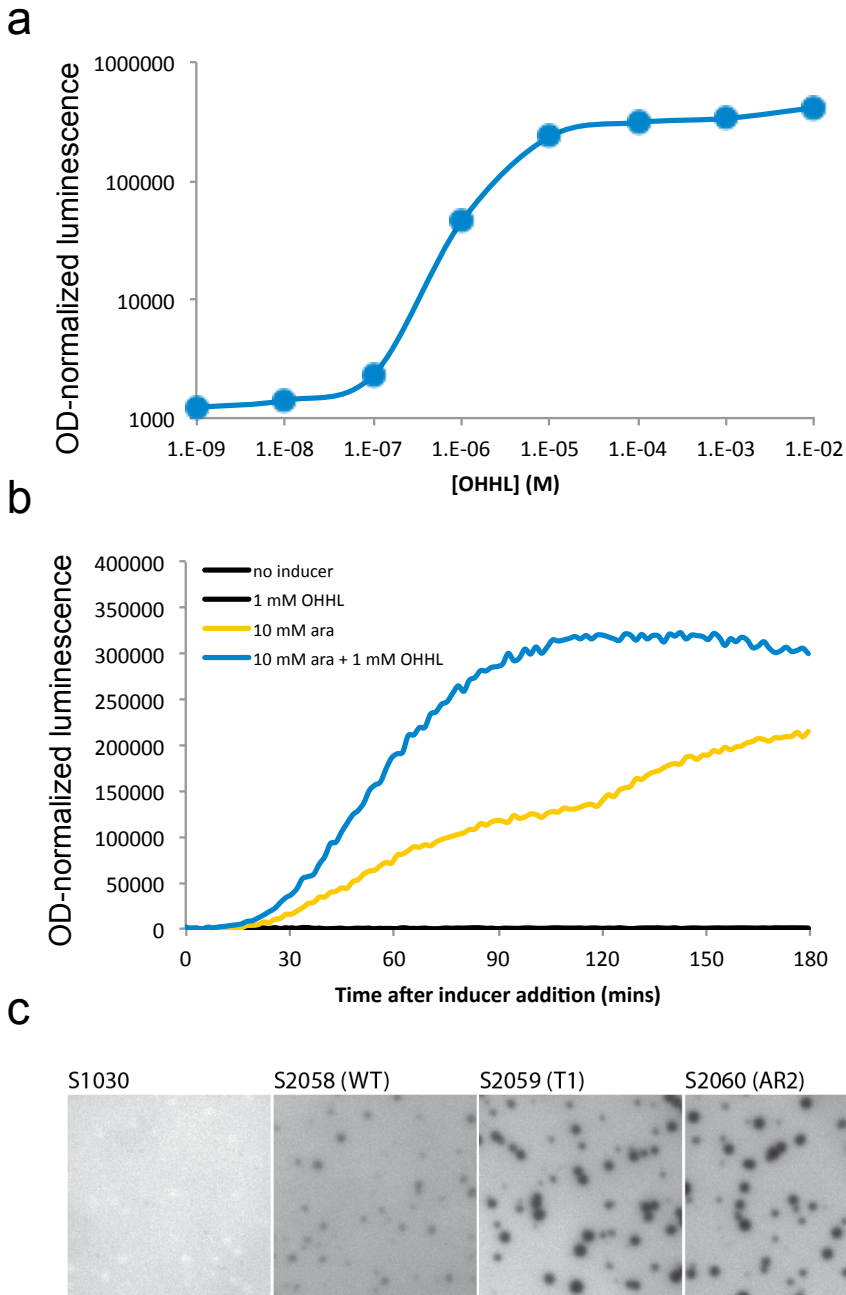 a
OD-normalized luminescence
1000000
100000
10000
1000
1.E-09 1.E-08 1.E-07 1.E-06 1.E-05 1.E-04 1.E-03 1.E-02
[OHHL] (M)
b
OD-normalized luminescence
400000
350000
300000
250000
200000
150000
100000
50000
0
no inducer
1 mM OHHL
10 mM ara
10 mM ara + 1 mM OHHL
0 30 60 90 120 150 180
Time after inducer addition (mins)
c
S1030 S2058 (WT) S2059 (T1) S2060 (AR2)